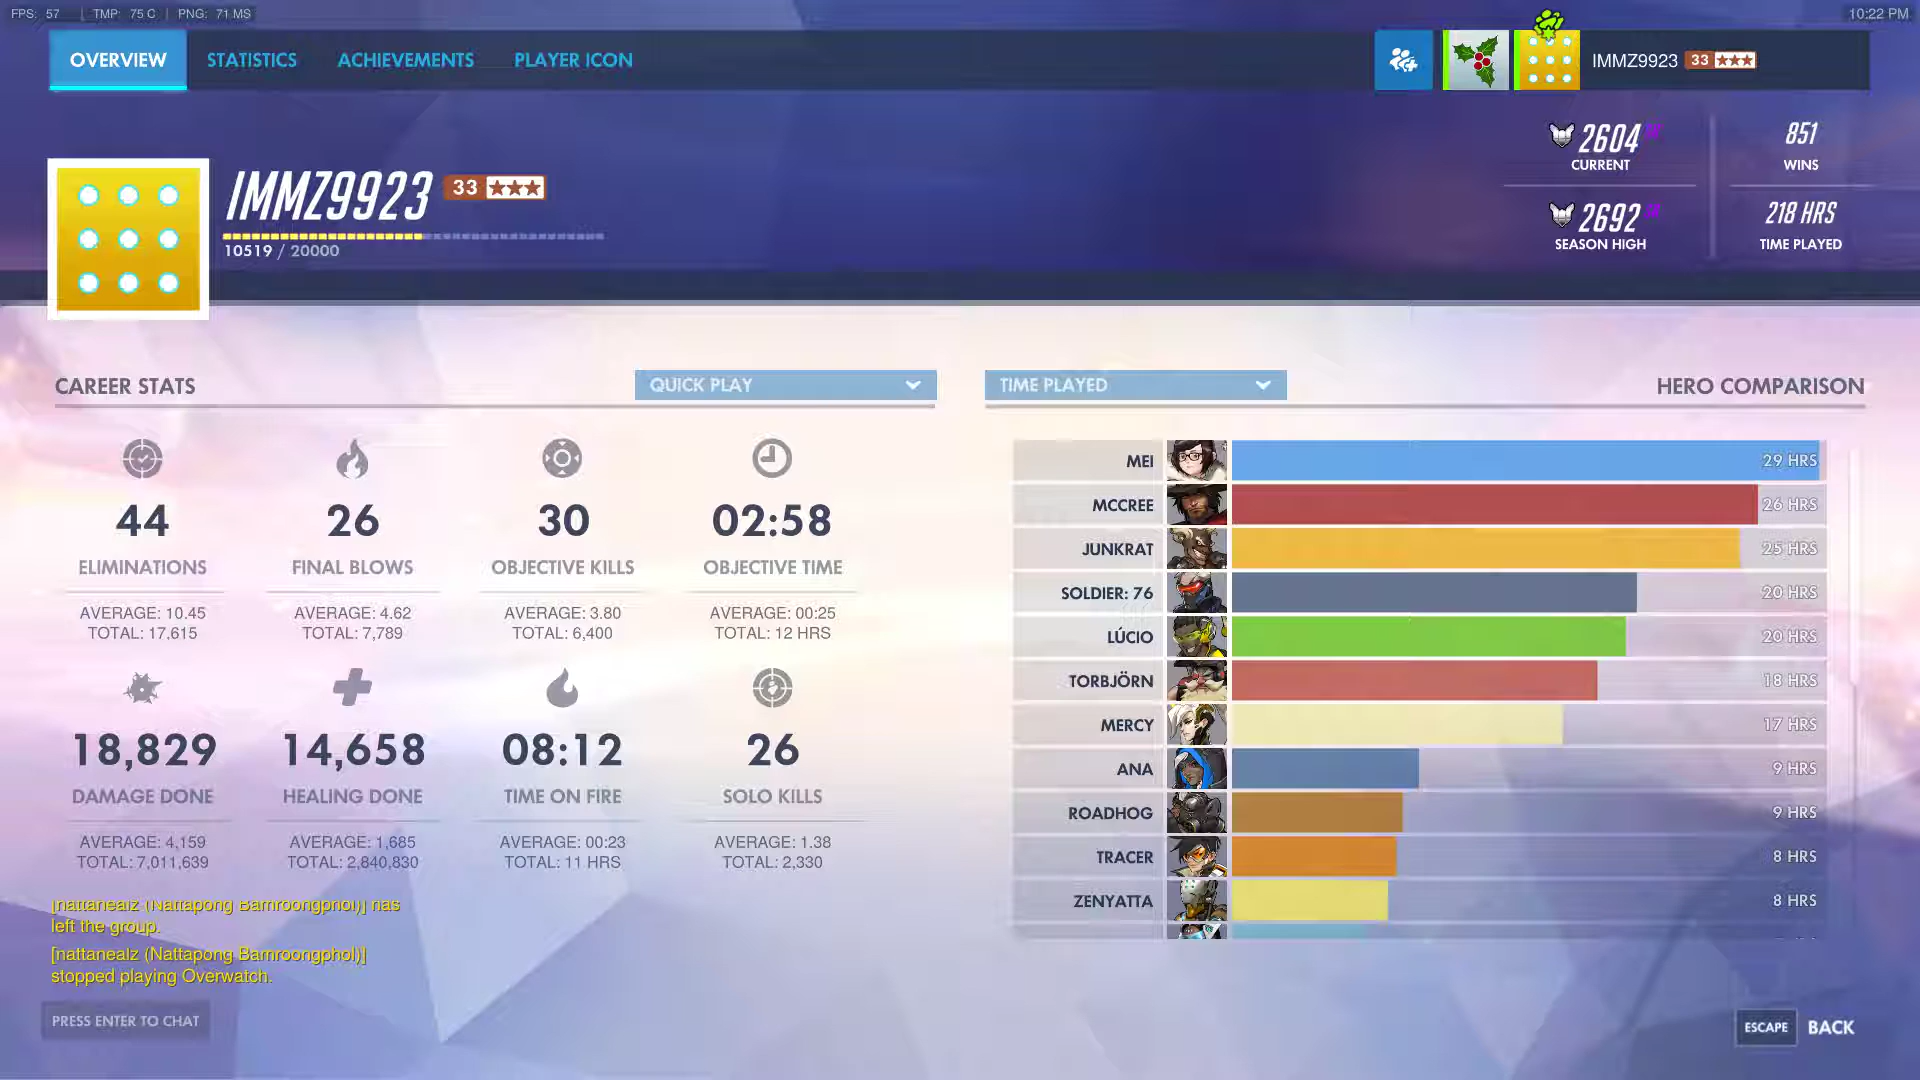 FPS: 57 | TMP: 75 C | PNG: 71 MS
10:22 PM
OVERVIEW STATISTICS ACHIEVEMENTS PLAYER ICON
IMMZ9923 33
2604 SR
CURRENT
851
WINS
2692 SR
SEASON HIGH
218 HRS
TIME PLAYED
IMMZ9923 33
10519 / 20000
CAREER STATS
QUICK PLAY
44
ELIMINATIONS
AVERAGE: 10.45
TOTAL: 17,615
26
FINAL BLOWS
AVERAGE: 4.62
TOTAL: 7,789
30
OBJECTIVE KILLS
AVERAGE: 3.80
TOTAL: 6,400
02:58
OBJECTIVE TIME
AVERAGE: 00:25
TOTAL: 12 HRS
18,829
DAMAGE DONE
AVERAGE: 4,159
TOTAL: 7,011,639
14,658
HEALING DONE
AVERAGE: 1,685
TOTAL: 2,840,830
08:12
TIME ON FIRE
AVERAGE: 00:23
TOTAL: 11 HRS
26
SOLO KILLS
AVERAGE: 1.38
TOTAL: 2,330
TIME PLAYED
HERO COMPARISON
MEI 29 HRS
MCCREE 26 HRS
JUNKRAT 25 HRS
SOLDIER: 76 20 HRS
LÚCIO 20 HRS
TORBJÖRN 18 HRS
MERCY 17 HRS
ANA 9 HRS
ROADHOG 9 HRS
TRACER 8 HRS
ZENYATTA 8 HRS
[nattanealz (Nattapong Bamroongphol)] has
left the group.
[nattanealz (Nattapong Bamroongphol)]
stopped playing Overwatch.
PRESS ENTER TO CHAT
ESCAPE BACK